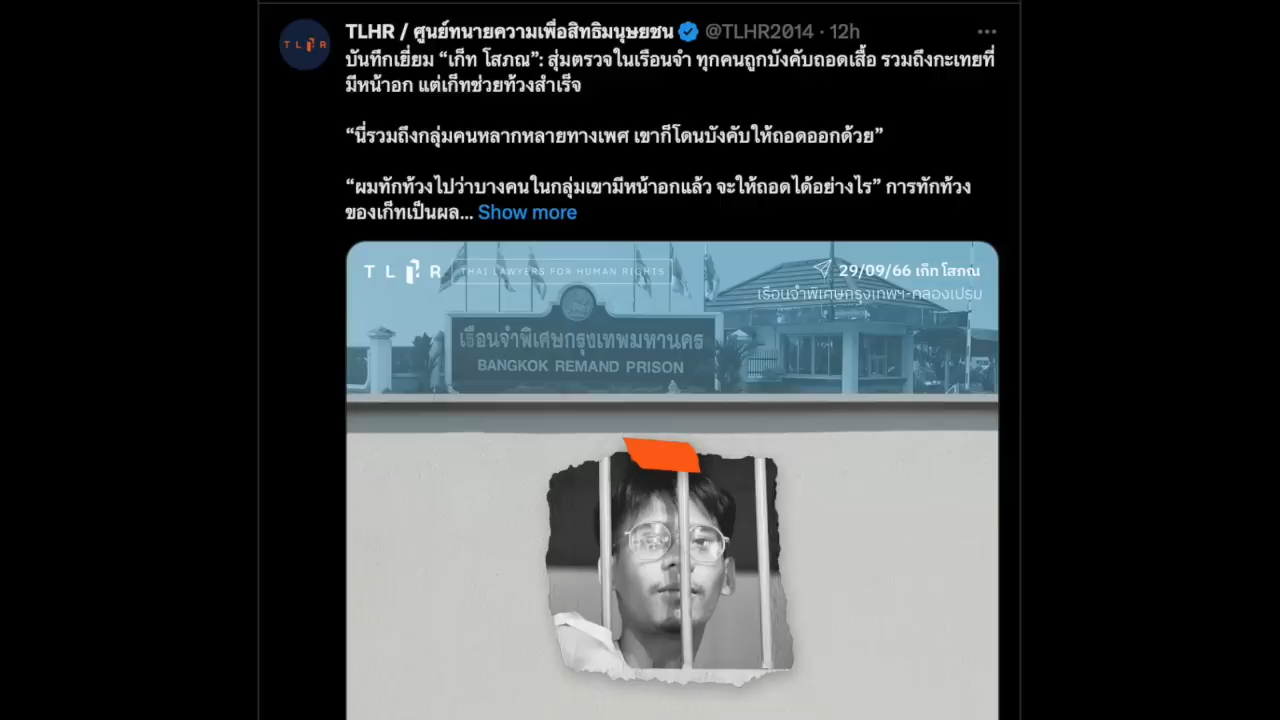 TLHR
TLHR / ศูนย์ทนายความเพื่อสิทธิมนุษยชน @TLHR2014 · 12h
บันทึกเยี่ยม “เก็ท โสภณ”: สุ่มตรวจในเรือนจำ ทุกคนถูกบังคับถอดเสื้อ รวมถึงกะเทยที่
มีหน้าอก แต่เก็ทช่วยท้วงสำเร็จ
“นี่รวมถึงกลุ่มคนหลากหลายทางเพศ เขาก็โดนบังคับให้ถอดออกด้วย”
“ผมทักท้วงไปว่าบางคนในกลุ่มเขามีหน้าอกแล้ว จะให้ถอดได้อย่างไร” การทักท้วง
ของเก็ทเป็นผล... Show more
TLHR THAI LAWYERS FOR HUMAN RIGHTS
29/09/66 เก็ท โสภณ
เรือนจำพิเศษกรุงเทพฯ-คลองเปรม
เรือนจำพิเศษกรุงเทพมหานคร
BANGKOK REMAND PRISON